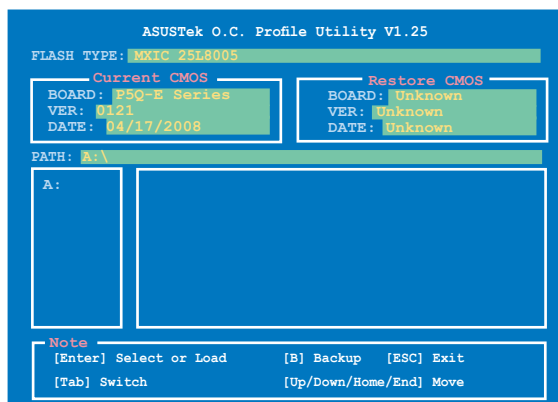 ASUSTek O.C. Profile Utility V1.25
FLASH TYPE: MXIC 25L8005
Current CMOS
BOARD: P5Q-E Series
VER: 0121
DATE: 04/17/2008
Restore CMOS
BOARD: Unknown
VER: Unknown
DATE: Unknown
PATH: A:\
A:
Note
[Enter] Select or Load [B] Backup [ESC] Exit
[Tab] Switch [Up/Down/Home/End] Move